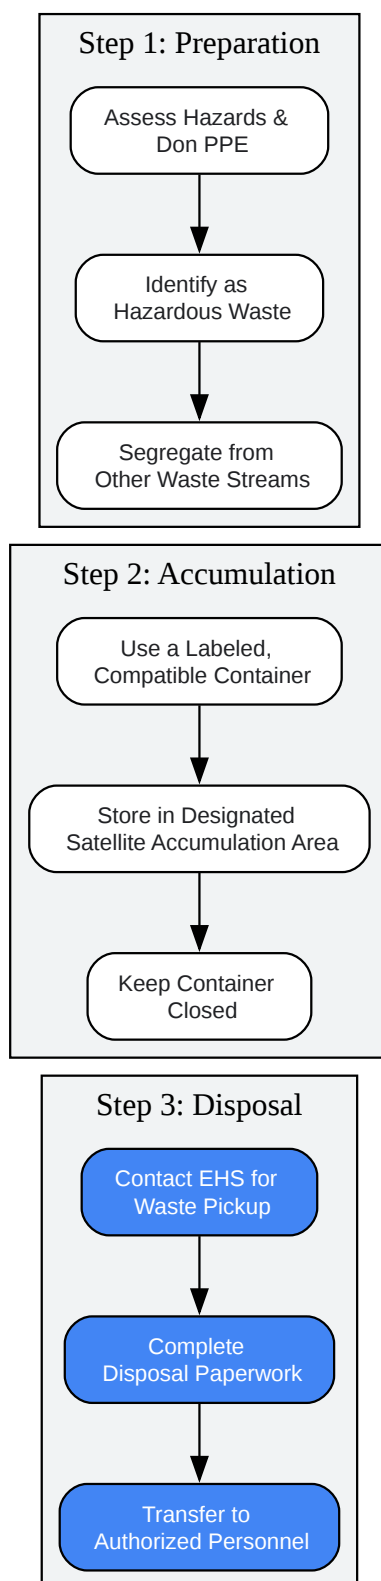 Step 1: Preparation
Assess Hazards &
Don PPE
Identify as
Hazardous Waste
Segregate from
Other Waste Streams
Step 2: Accumulation
Use a Labeled,
Compatible Container
Store in Designated
Satellite Accumulation Area
Keep Container
Closed
Step 3: Disposal
Contact EHS for
Waste Pickup
Complete
Disposal Paperwork
Transfer to
Authorized Personnel